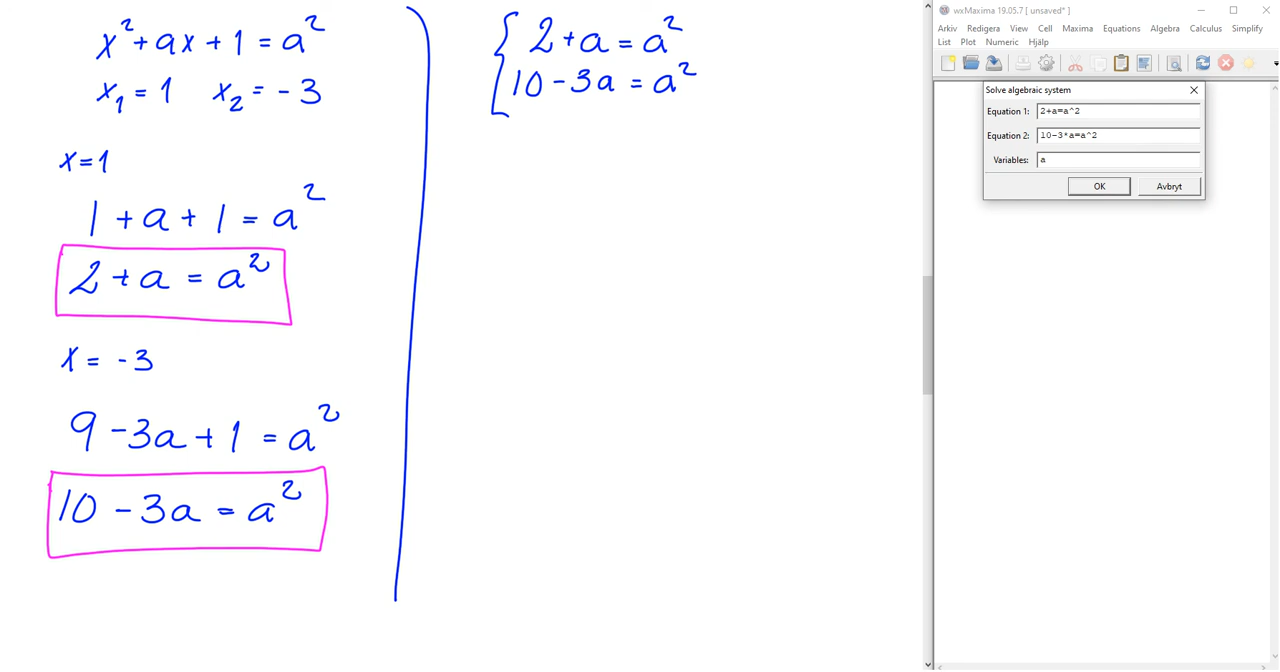 x²+ax+1=a²
x₁=1 x₂=-3
x=1
1+a+1=a²
2+a=a²
x=-3
9-3a+1=a²
10-3a=a²
2+a=a²
10-3a=a²
wxMaxima 19.05.7 [ unsaved* ]
Arkiv Redigera View Cell Maxima Equations Algebra Calculus Simplify
List Plot Numeric Hjälp
Solve algebraic system
Equation 1: 2+a=a^2
Equation 2: 10-3*a=a^2
Variables: a
OK Avbryt